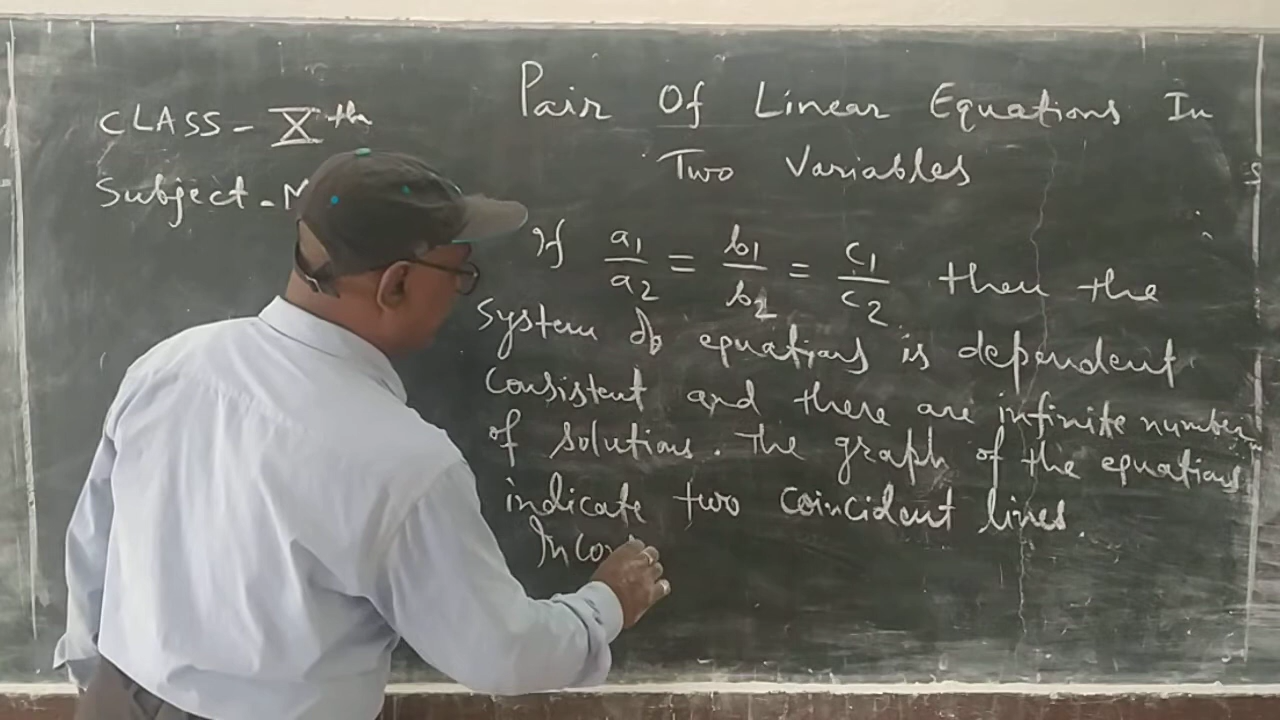 CLASS - Xth
Subject - M
Pair Of Linear Equations In
Two Variables
If a1/a2 = b1/b2 = c1/c2 then the
System of equations is dependent
Consistent and there are infinite number
of solutions. The graph of the equations
indicate two Coincident lines.
Incon